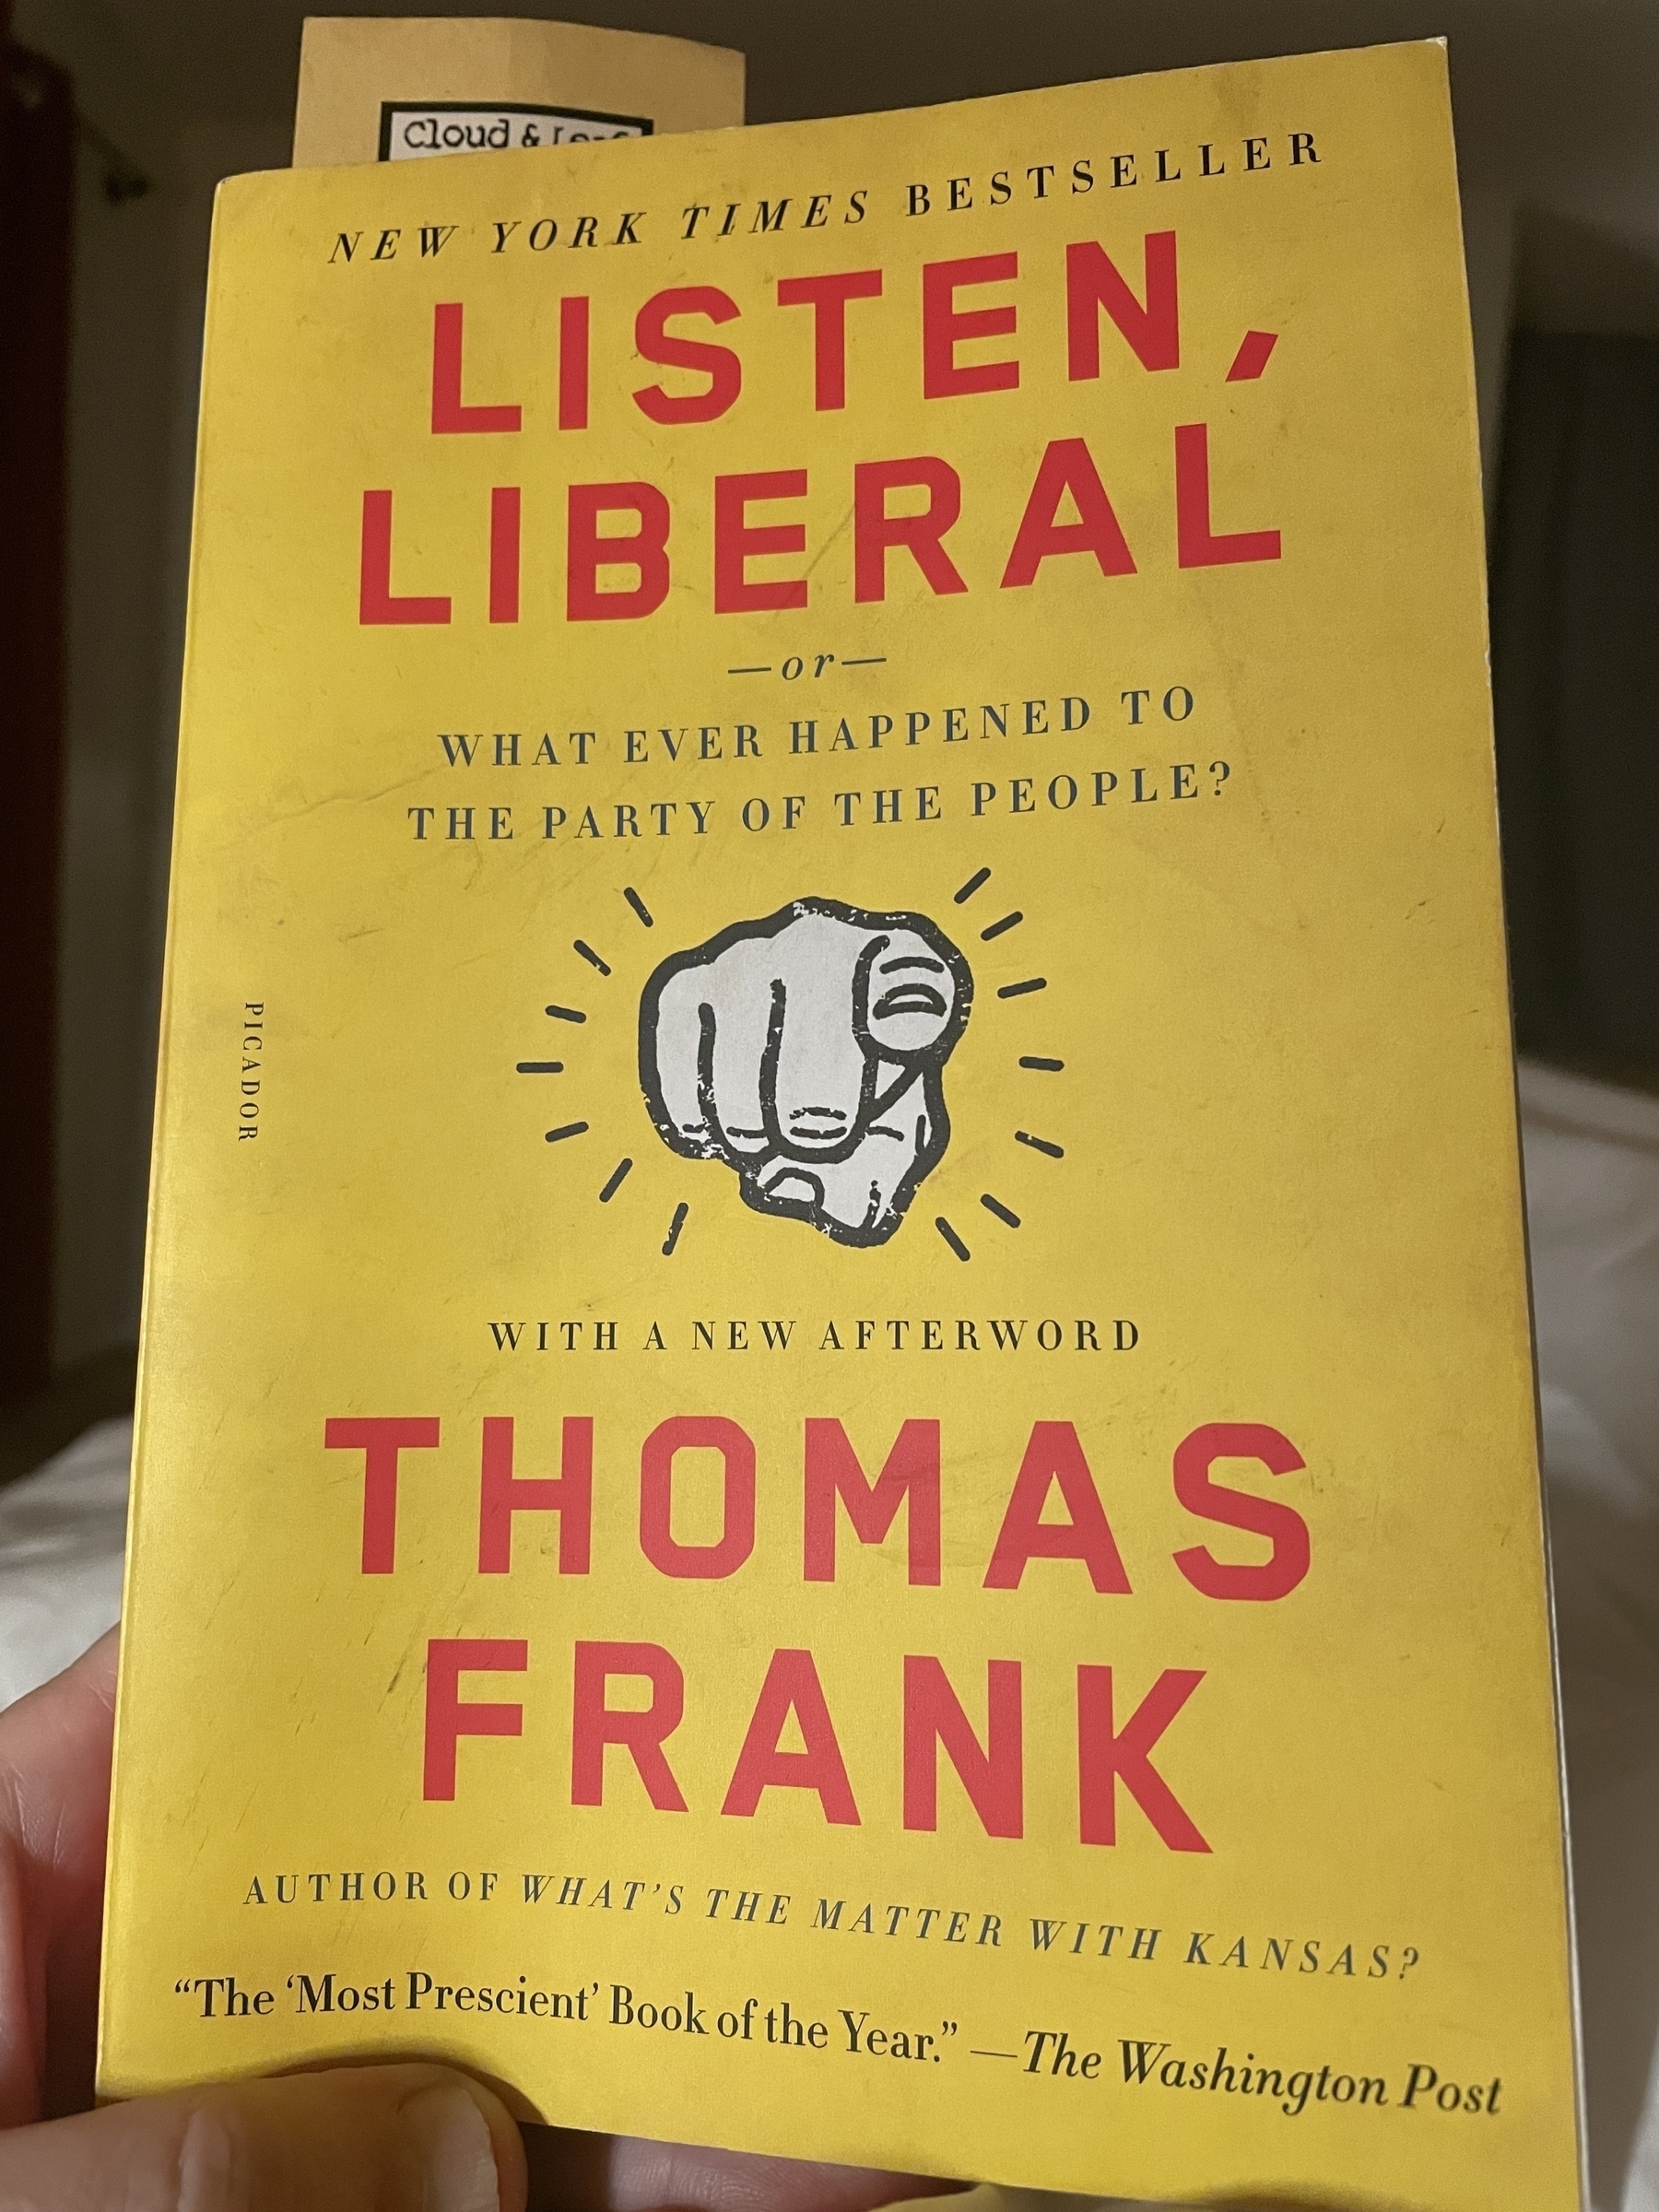 Cloud &
NEW YORK TIMES BESTSELLER
LISTEN,
LIBERAL
—or—
WHAT EVER HAPPENED TO
THE PARTY OF THE PEOPLE?
PICADOR
WITH A NEW AFTERWORD
THOMAS
FRANK
AUTHOR OF WHAT'S THE MATTER WITH KANSAS?
“The ‘Most Prescient’ Book of the Year.” —The Washington Post